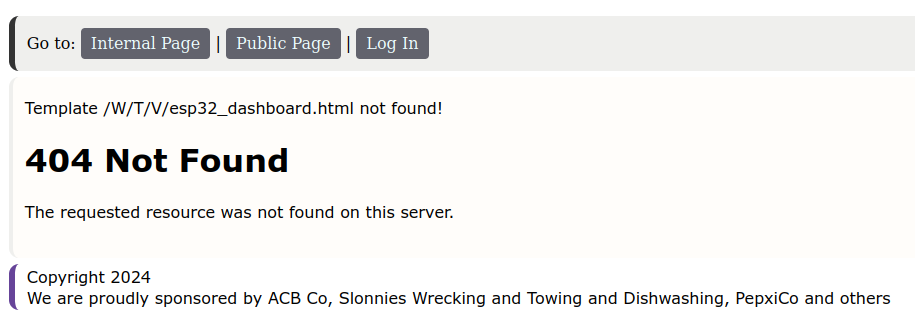 Go to: Internal Page | Public Page | Log In
Template /W/T/V/esp32_dashboard.html not found!
404 Not Found
The requested resource was not found on this server.
Copyright 2024
We are proudly sponsored by ACB Co, Slonnies Wrecking and Towing and Dishwashing, PepxiCo and others